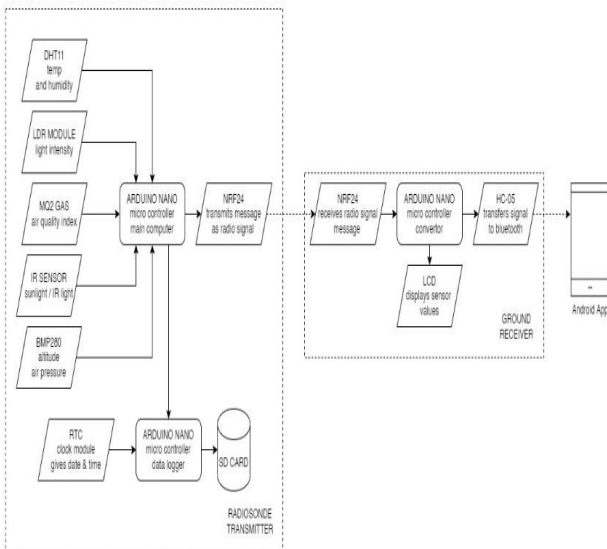 DHT11
temp
and humidity
LDR MODULE
light intensity
MQ2 GAS
air quality index
IR SENSOR
sunlight / IR light
BMP280
altitude
air pressure
ARDUINO NANO
micro controller
main computer
NRF24
transmits message
as radio signal
RTC
clock module
gives date & time
ARDUINO NANO
micro controller
data logger
SD CARD
RADIOSONDE
TRANSMITTER
NRF24
receives radio signal
message
ARDUINO NANO
micro controller
convertor
HC-05
transfers signal
to bluetooth
LCD
displays sensor
values
GROUND
RECEIVER
Android App